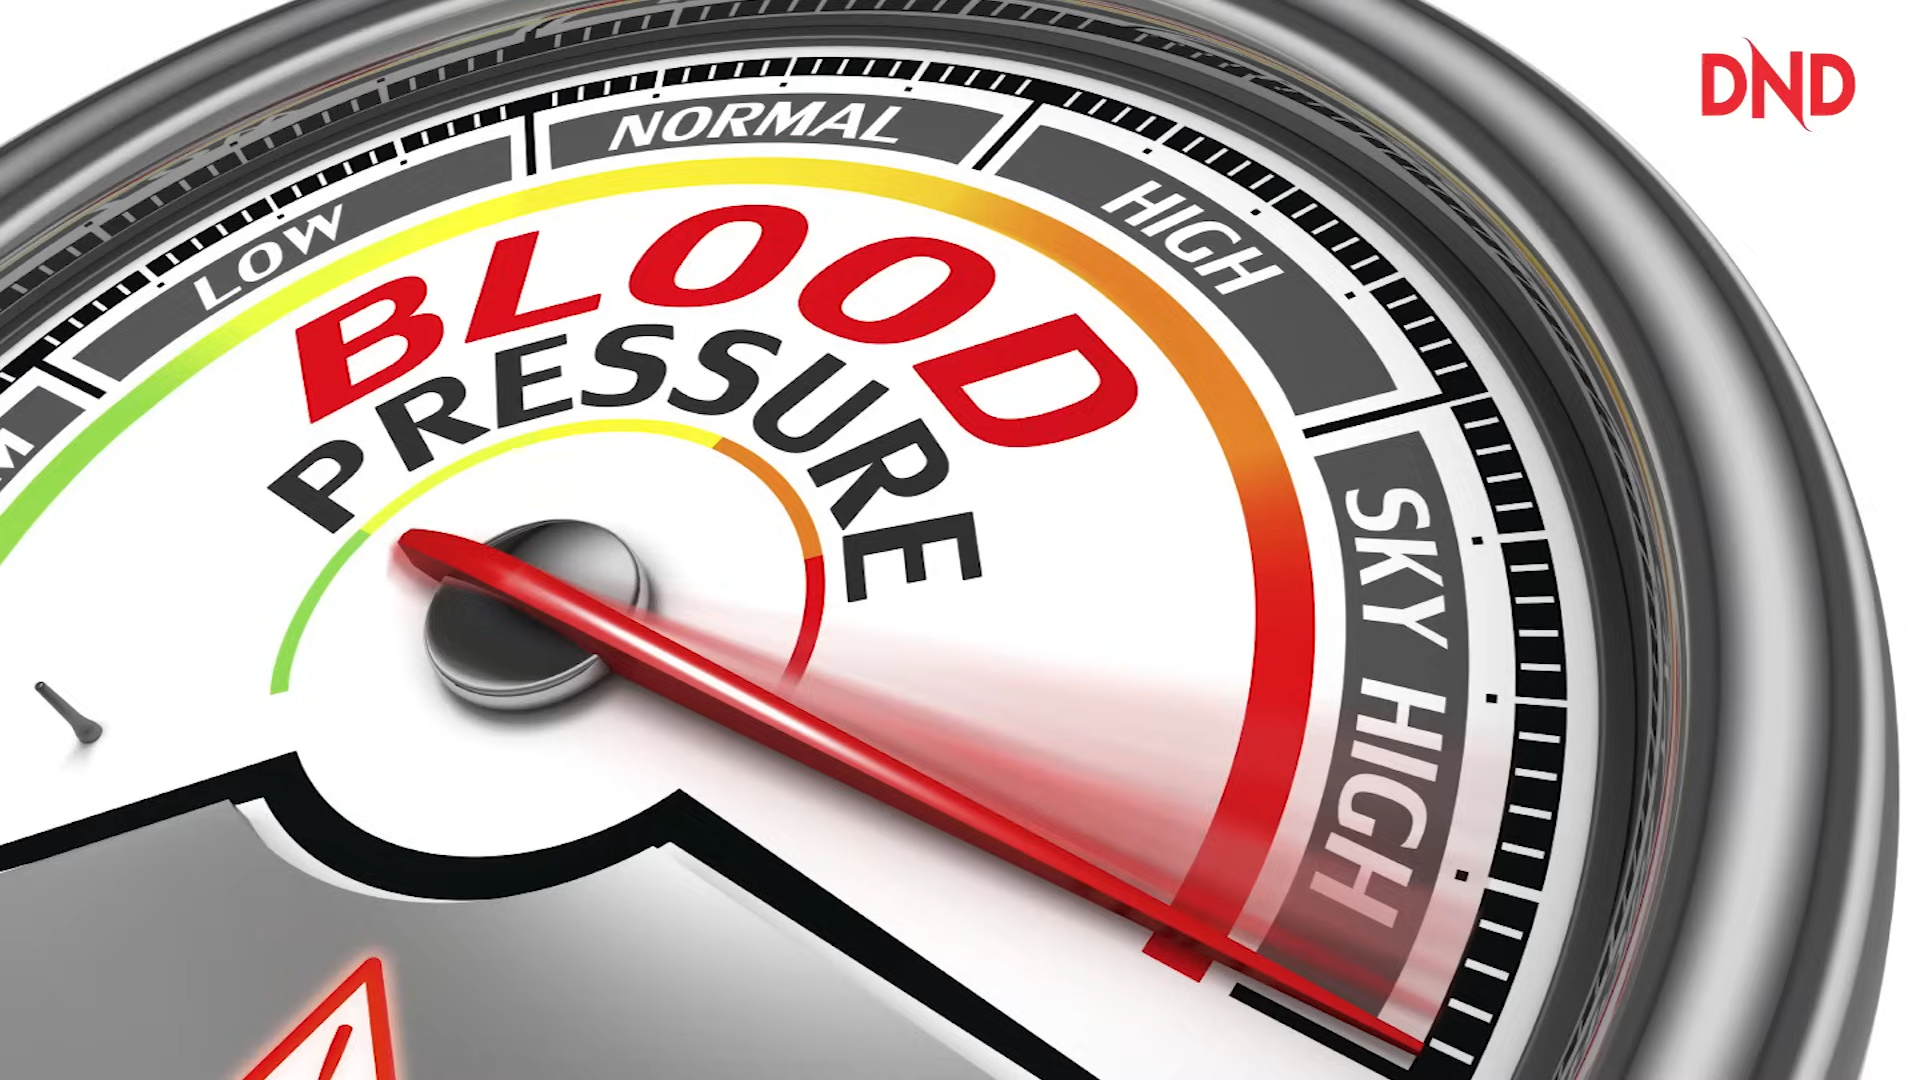 DND
LOW
NORMAL
HIGH
SKY HIGH
BLOOD
PRESSURE